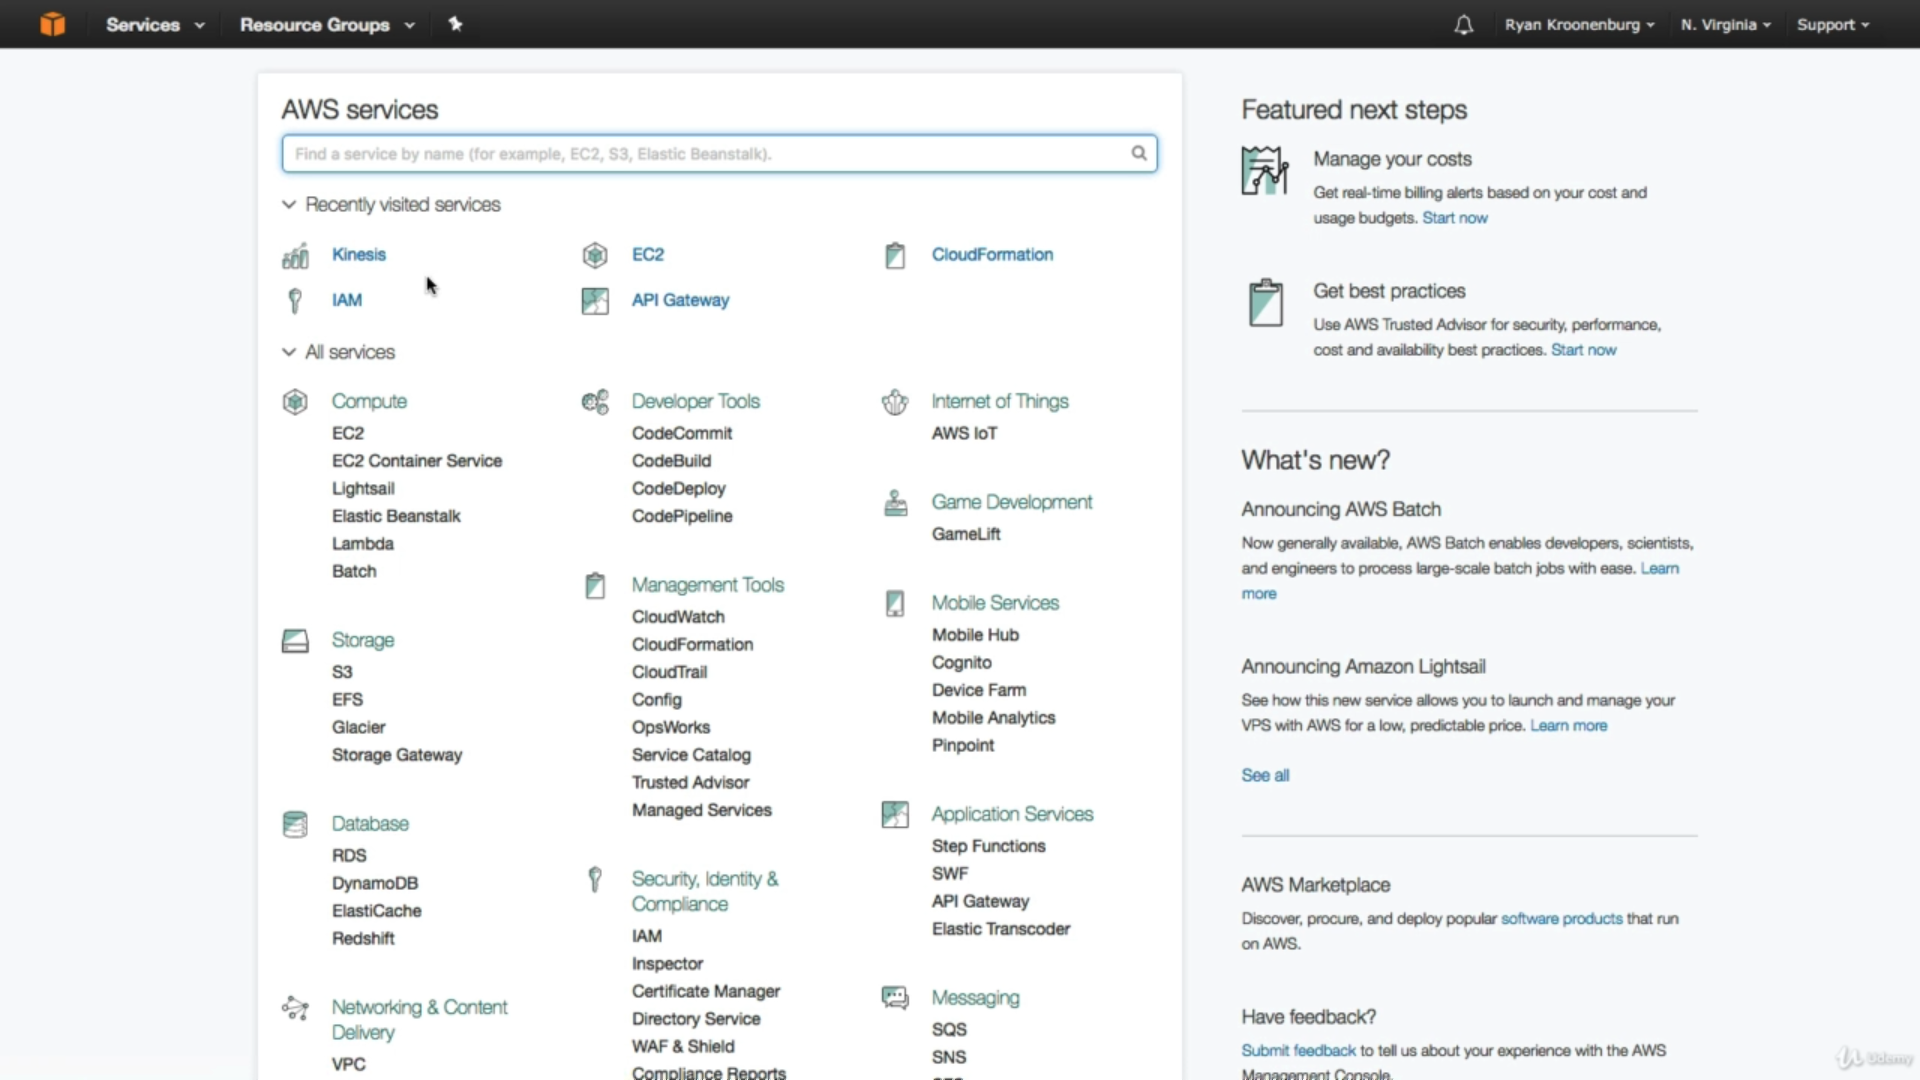 Services
Resource Groups
Ryan Kroonenburg
N. Virginia
Support
AWS services
Find a service by name (for example, EC2, S3, Elastic Beanstalk).
Recently visited services
Kinesis
EC2
CloudFormation
IAM
API Gateway
All services
Compute
EC2
EC2 Container Service
Lightsail
Elastic Beanstalk
Lambda
Batch
Storage
S3
EFS
Glacier
Storage Gateway
Database
RDS
DynamoDB
ElastiCache
Redshift
Networking & Content
Delivery
VPC
Developer Tools
CodeCommit
CodeBuild
CodeDeploy
CodePipeline
Management Tools
CloudWatch
CloudFormation
CloudTrail
Config
OpsWorks
Service Catalog
Trusted Advisor
Managed Services
Security, Identity &
Compliance
IAM
Inspector
Certificate Manager
Directory Service
WAF & Shield
Compliance Reports
Internet of Things
AWS IoT
Game Development
GameLift
Mobile Services
Mobile Hub
Cognito
Device Farm
Mobile Analytics
Pinpoint
Application Services
Step Functions
SWF
API Gateway
Elastic Transcoder
Messaging
SQS
SNS
Featured next steps
Manage your costs
Get real-time billing alerts based on your cost and
usage budgets. Start now
Get best practices
Use AWS Trusted Advisor for security, performance,
cost and availability best practices. Start now
What's new?
Announcing AWS Batch
Now generally available, AWS Batch enables developers, scientists,
and engineers to process large-scale batch jobs with ease. Learn
more
Announcing Amazon Lightsail
See how this new service allows you to launch and manage your
VPS with AWS for a low, predictable price. Learn more
See all
AWS Marketplace
Discover, procure, and deploy popular software products that run
on AWS.
Have feedback?
Submit feedback to tell us about your experience with the AWS
Management Console.
Udemy